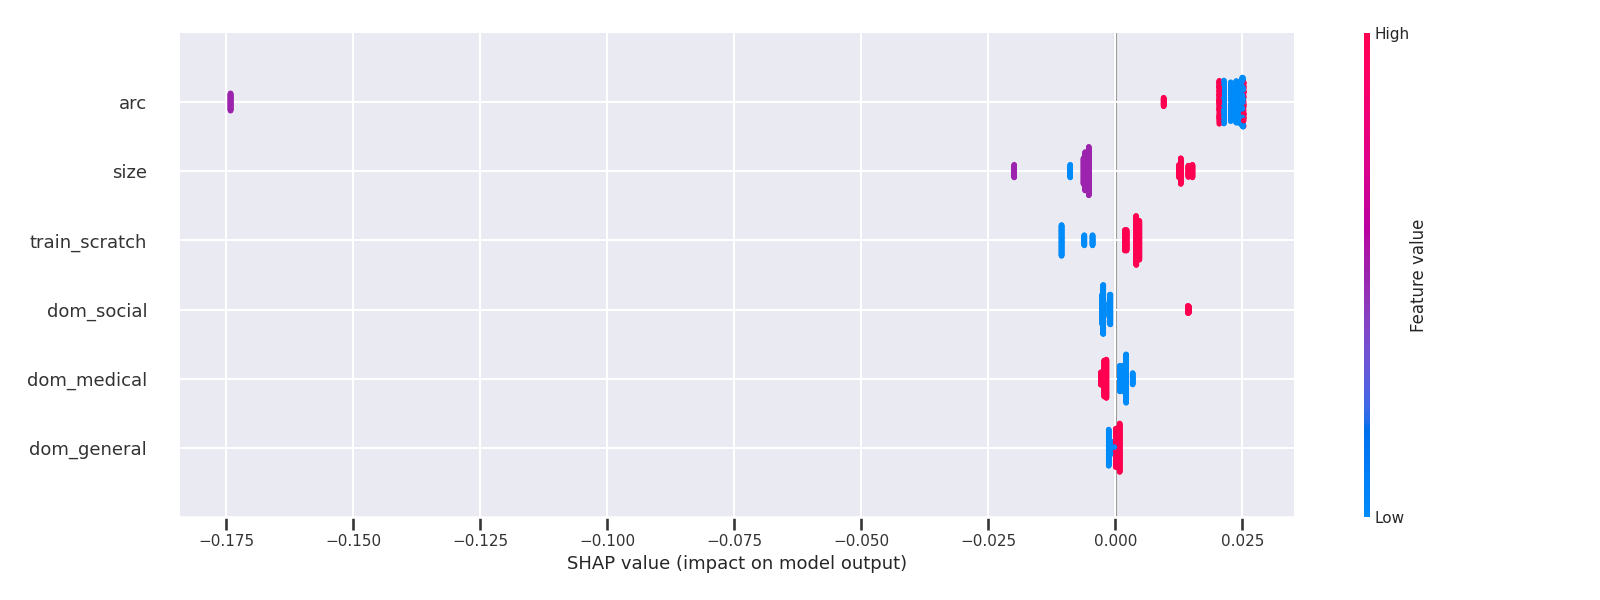 High
arc
size
train_scratch
dom_social
dom_medical
dom_general
Feature value
Low
−0.175 −0.150 −0.125 −0.100 −0.075 −0.050 −0.025 0.000 0.025
SHAP value (impact on model output)